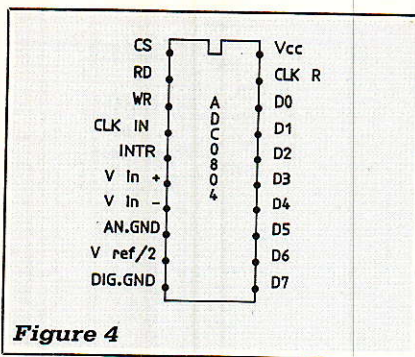 CS
RD
WR
CLK IN
INTR
V In +
V In -
AN.GND
V ref/2
DIG.GND
ADC0804
Vcc
CLK R
D0
D1
D2
D3
D4
D5
D6
D7
Figure 4